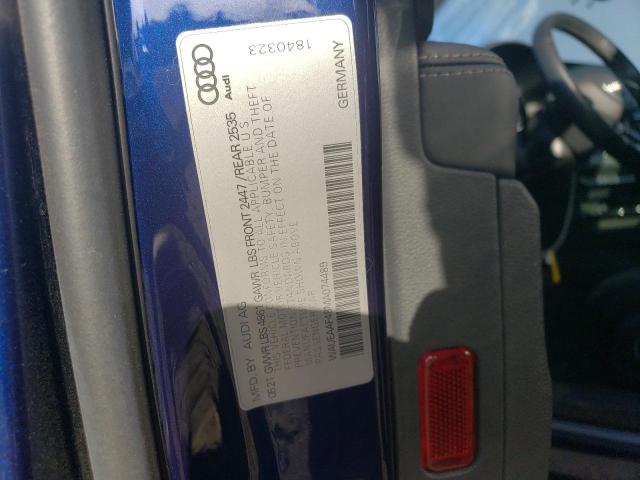 MFD. BY AUDI AG
05.21 GVWR LBS 4861 GAWR LBS FRONT 2447 / REAR 2535
THIS VEHICLE CONFORMS TO ALL APPLICABLE U.S.
FEDERAL MOTOR VEHICLE SAFETY, BUMPER AND THEFT
PREVENTION STANDARDS IN EFFECT ON THE DATE OF
MANUFACTURE SHOWN ABOVE
PASSENGER
1840323
Audi
GERMANY